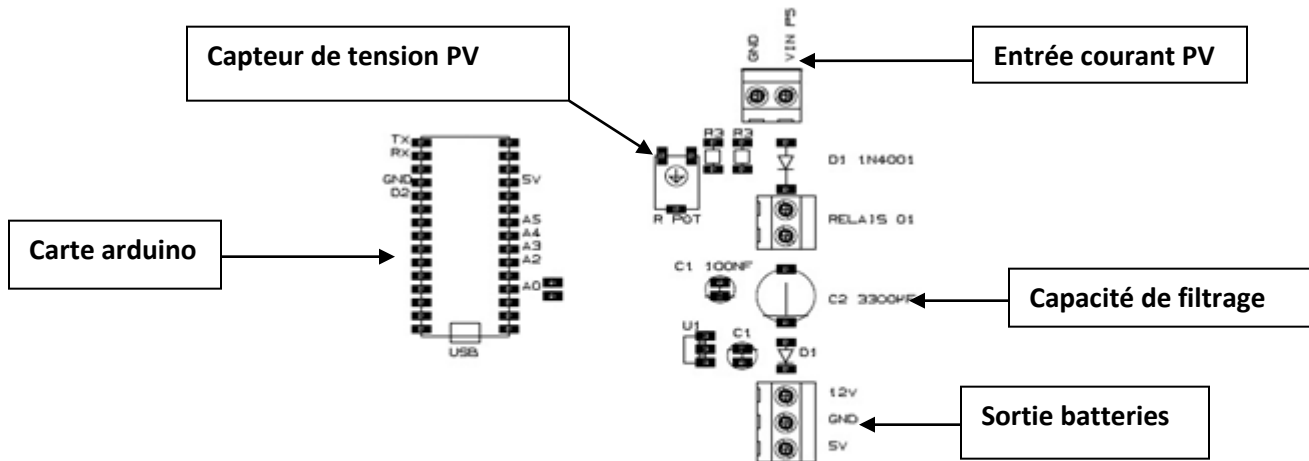 Capteur de tension PV
GND
VIN PS
Entrée courant PV
R3
R3
D1 1N4001
TX
RX
GND
5V
D2
R POT
RELAIS 01
A5
A4
A3
A2
A0
Carte arduino
C1 100NF
C2 3300µF
Capacité de filtrage
U1
C1
D1
USB
12V
GND
5V
Sortie batteries